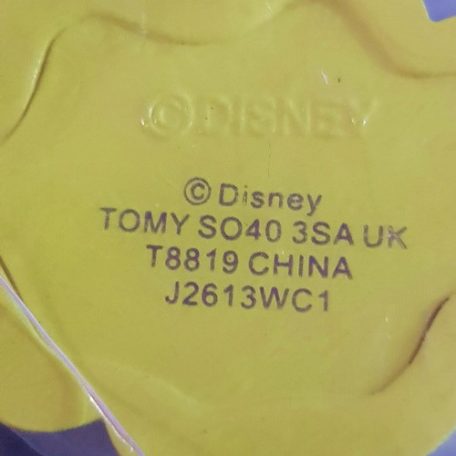 ©DISNEY
© Disney
TOMY SO40 3SA UK
T8819 CHINA
J2613WC1